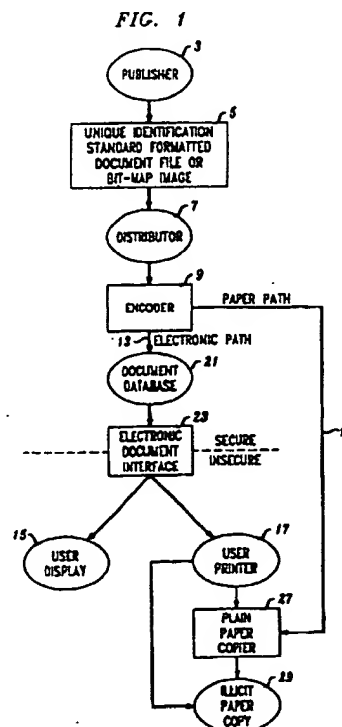 FIG. 1
3
PUBLISHER
5
UNIQUE IDENTIFICATION
STANDARD FORMATTED
DOCUMENT FILE OR
BIT-MAP IMAGE
7
DISTRIBUTOR
9
ENCODER
PAPER PATH
13
ELECTRONIC PATH
21
DOCUMENT
DATABASE
23
ELECTRONIC
DOCUMENT
INTERFACE
SECURE
INSECURE
15
USER
DISPLAY
17
USER
PRINTER
27
PLAIN
PAPER
COPIER
29
ILLICIT
PAPER
COPY